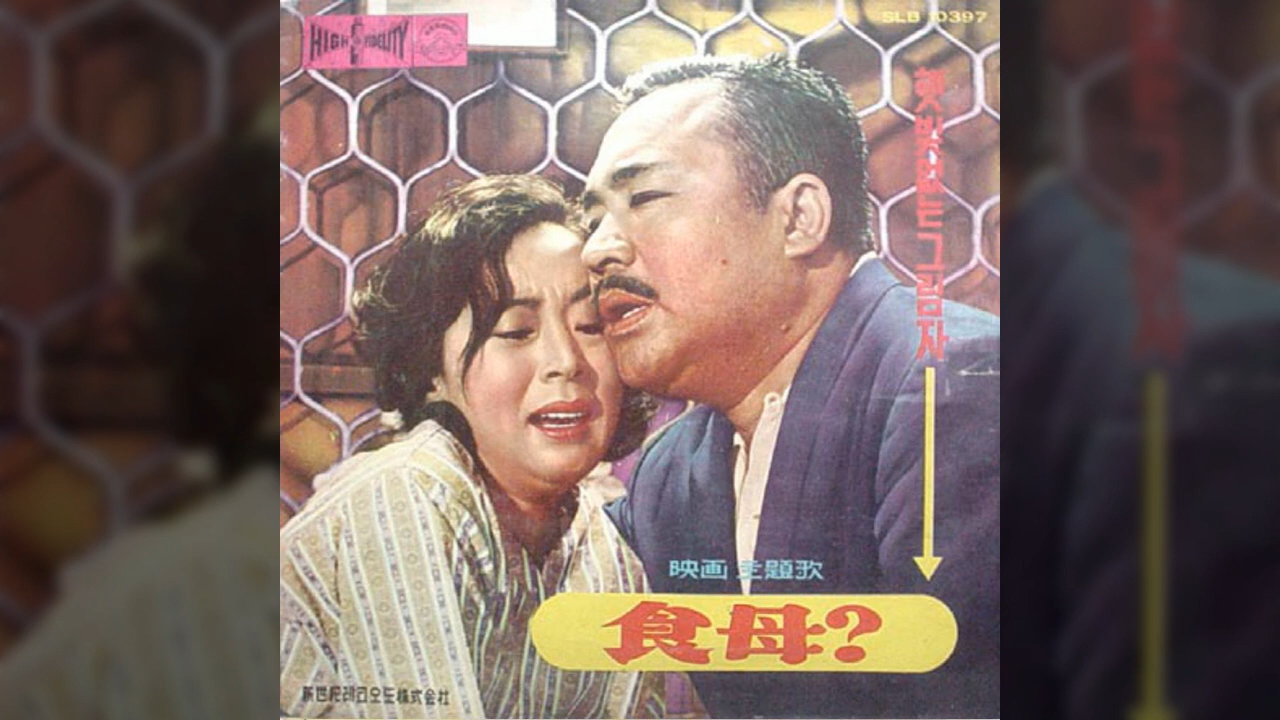 HIGH FIDELITY
SLB 10397
햇빛없는그림자
映画 主題歌
食母?
新世紀레코오드株式会社